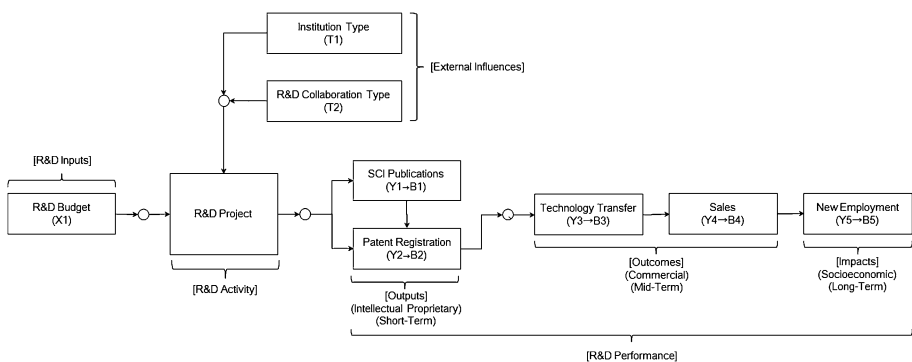 Institution Type
(T1)
[External Influences]
R&D Collaboration Type
(T2)
[R&D Inputs]
R&D Budget
(X1)
R&D Project
[R&D Activity]
SCI Publications
(Y1→B1)
Patent Registration
(Y2→B2)
[Outputs]
(Intellectual Proprietary)
(Short-Term)
Technology Transfer
(Y3→B3)
Sales
(Y4→B4)
[Outcomes]
(Commercial)
(Mid-Term)
New Employment
(Y5→B5)
[Impacts]
(Socioeconomic)
(Long-Term)
[R&D Performance]